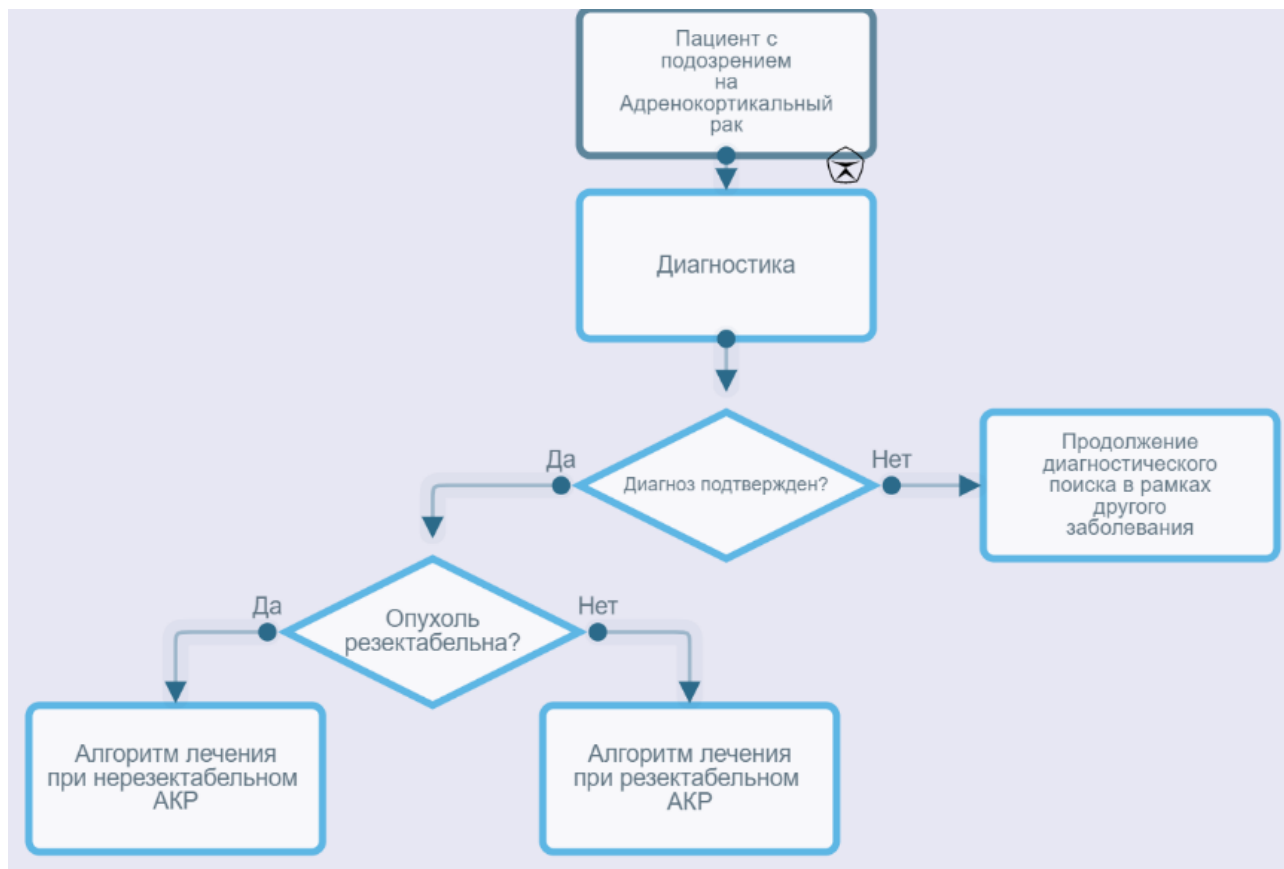 Пациент с
подозрением
на
Адренокортикальный
рак
Диагностика
Диагноз подтвержден?
Да
Нет
Продолжение
диагностического
поиска в рамках
другого
заболевания
Опухоль
резектабельна?
Да
Нет
Алгоритм лечения
при нерезектабельном
АКР
Алгоритм лечения
при резектабельном
АКР